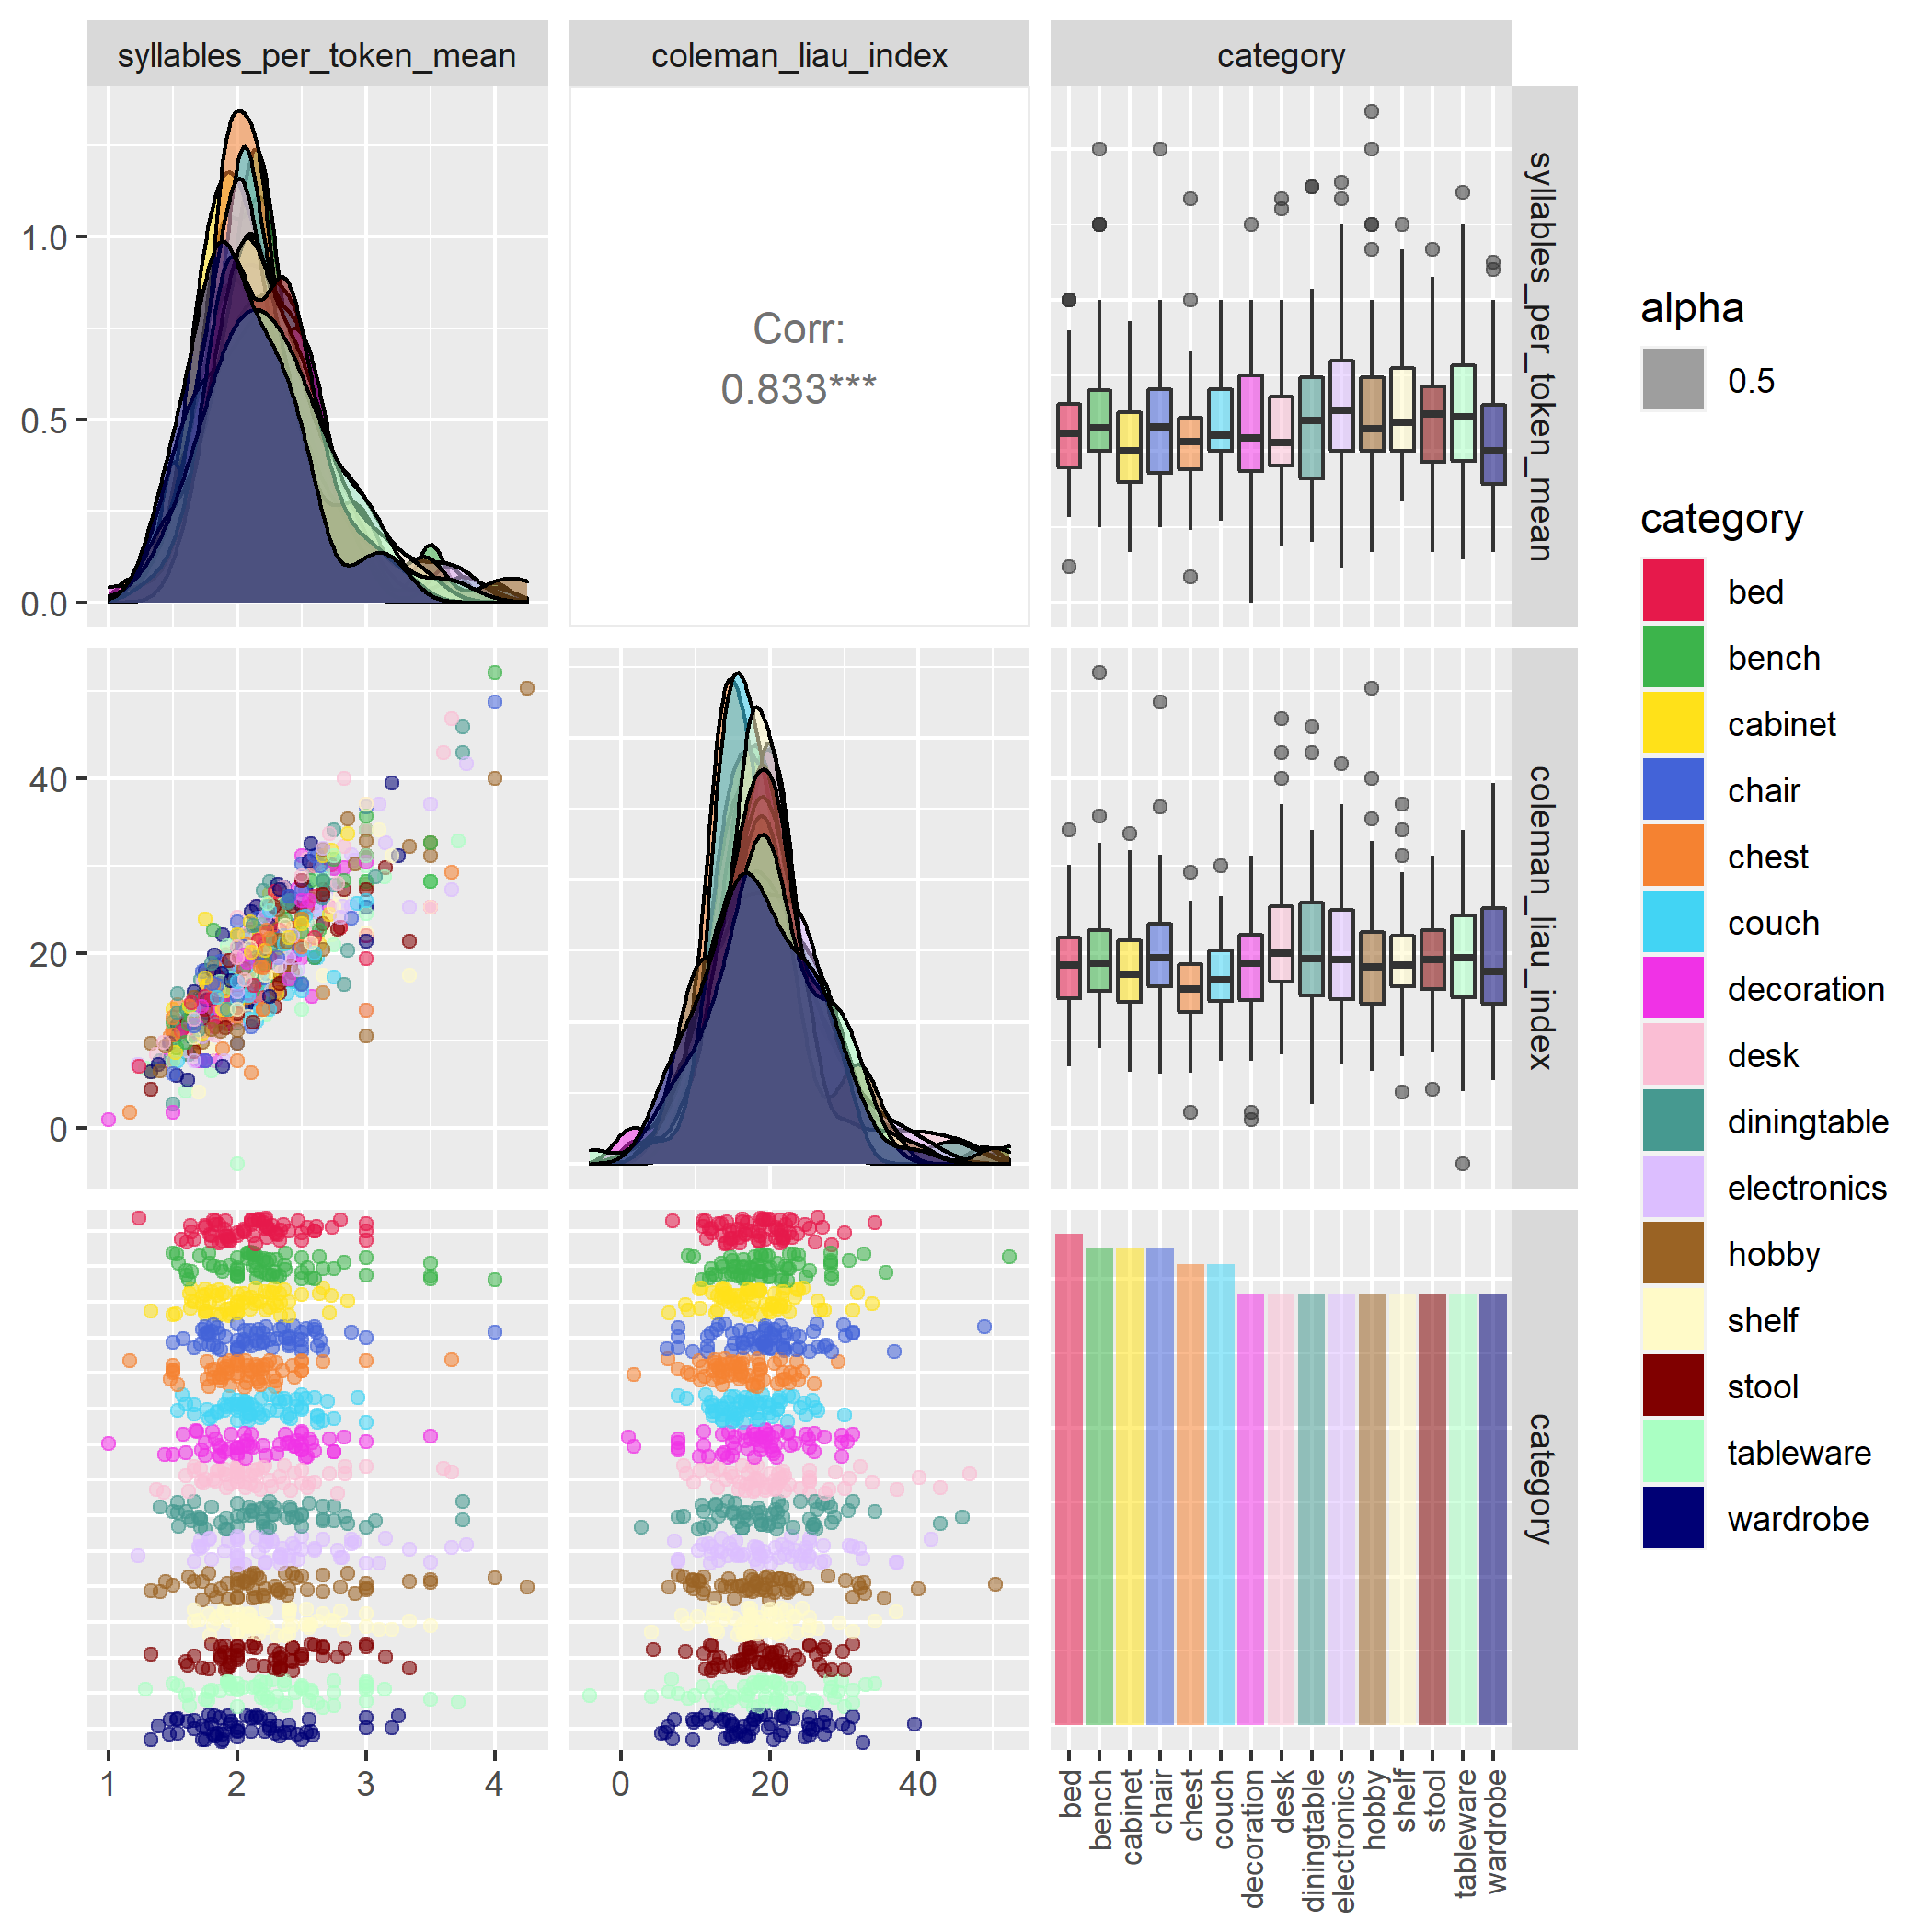 syllables_per_token_mean
coleman_liau_index
category
1.0
0.5
0.0
Corr:
0.833***
syllables_per_token_mean
40
20
0
coleman_liau_index
category
1
2
3
4
0
20
40
bed
bench
cabinet
chair
chest
couch
decoration
desk
diningtable
electronics
hobby
shelf
stool
tableware
wardrobe
alpha
0.5
category
bed
bench
cabinet
chair
chest
couch
decoration
desk
diningtable
electronics
hobby
shelf
stool
tableware
wardrobe